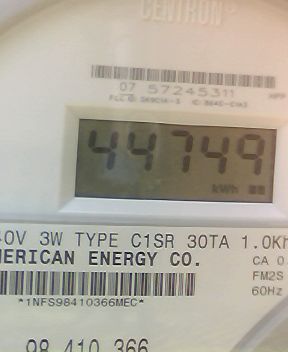 CENTRON
07 57245311
44749
kWh
40V 3W TYPE C1SR 30TA 1.0Kh
MERICAN ENERGY CO.
CA 0.
FM2S
60Hz
*1NFS98410366MEC*
98 410 366